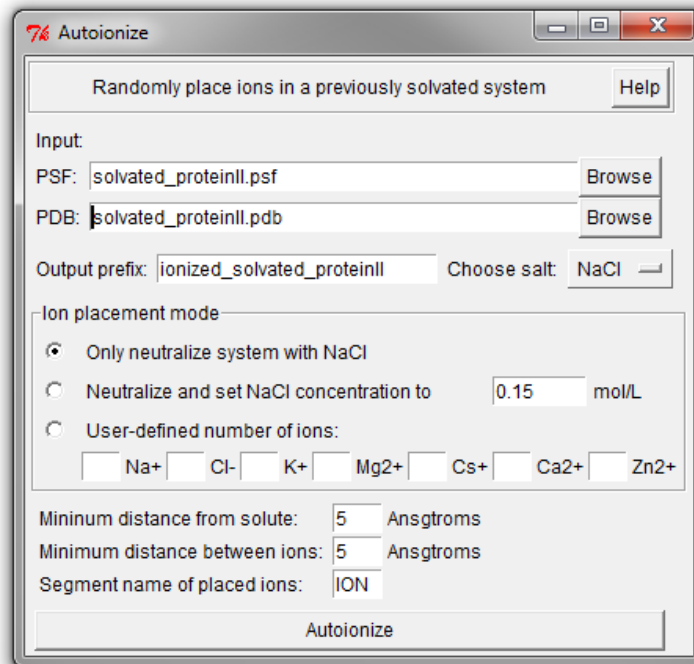 Tk Autoionize
Randomly place ions in a previously solvated system Help
Input:
PSF: solvated_proteinII.psf Browse
PDB: solvated_proteinII.pdb Browse
Output prefix: ionized_solvated_proteinII Choose salt: NaCl
Ion placement mode
Only neutralize system with NaCl
Neutralize and set NaCl concentration to 0.15 mol/L
User-defined number of ions:
Na+ Cl- K+ Mg2+ Cs+ Ca2+ Zn2+
Mininum distance from solute: 5 Ansgtroms
Minimum distance between ions: 5 Ansgtroms
Segment name of placed ions: ION
Autoionize